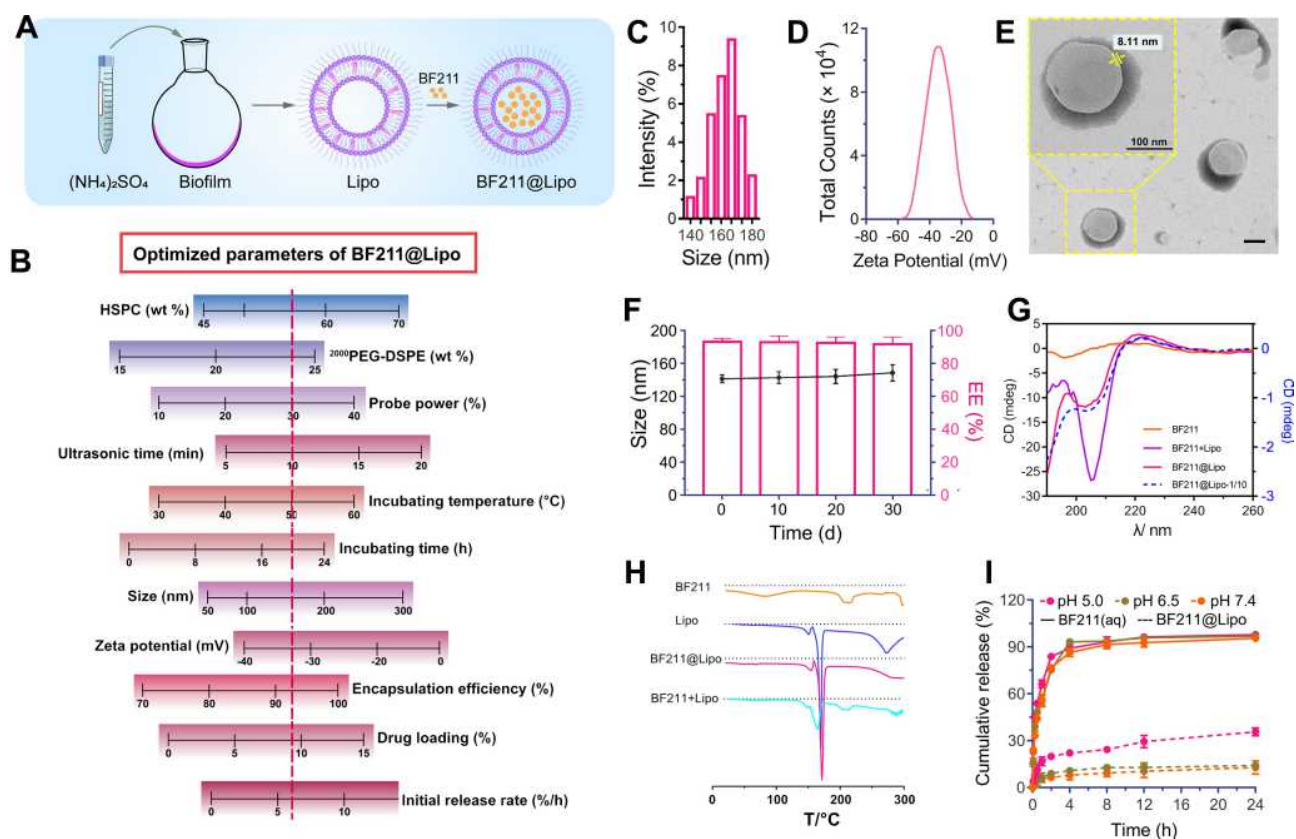 A
BF211
(NH₄)₂SO₄
Biofilm
Lipo
BF211@Lipo
B
Optimized parameters of BF211@Lipo
HSPC (wt %)
45 60 70
²⁰⁰⁰PEG-DSPE (wt %)
15 20 25
Probe power (%)
10 20 30 40
Ultrasonic time (min)
5 10 15 20
Incubating temperature (°C)
30 40 50 60
Incubating time (h)
0 8 16 24
Size (nm)
50 100 200 300
Zeta potential (mV)
-40 -30 -20 0
Encapsulation efficiency (%)
70 80 90 100
Drug loading (%)
0 5 10 15
Initial release rate (%/h)
0 5 10
C
Intensity (%)
10
8
6
4
2
0
140 160 180
Size (nm)
D
Total Counts (× 10⁴)
12
8
4
0
-80 -60 -40 -20 0
Zeta Potential (mV)
E
8.11 nm
100 nm
F
Size (nm)
200
160
120
80
40
0
100
80
60
40
20
0
EE (%)
0 10 20 30
Time (d)
G
CD (mdeg)
5
0
-5
-10
-15
-20
-25
-30
BF211
BF211+Lipo
BF211@Lipo
BF211@Lipo-1/10
0
-1
-2
-3
CD (mdeg)
200 220 240 260
λ/ nm
H
BF211
Lipo
BF211@Lipo
BF211+Lipo
0 100 200 300
T/°C
I
Cumulative release (%)
120
90
60
30
0
pH 5.0 pH 6.5 pH 7.4
BF211(aq) BF211@Lipo
0 4 8 12 16 20 24
Time (h)